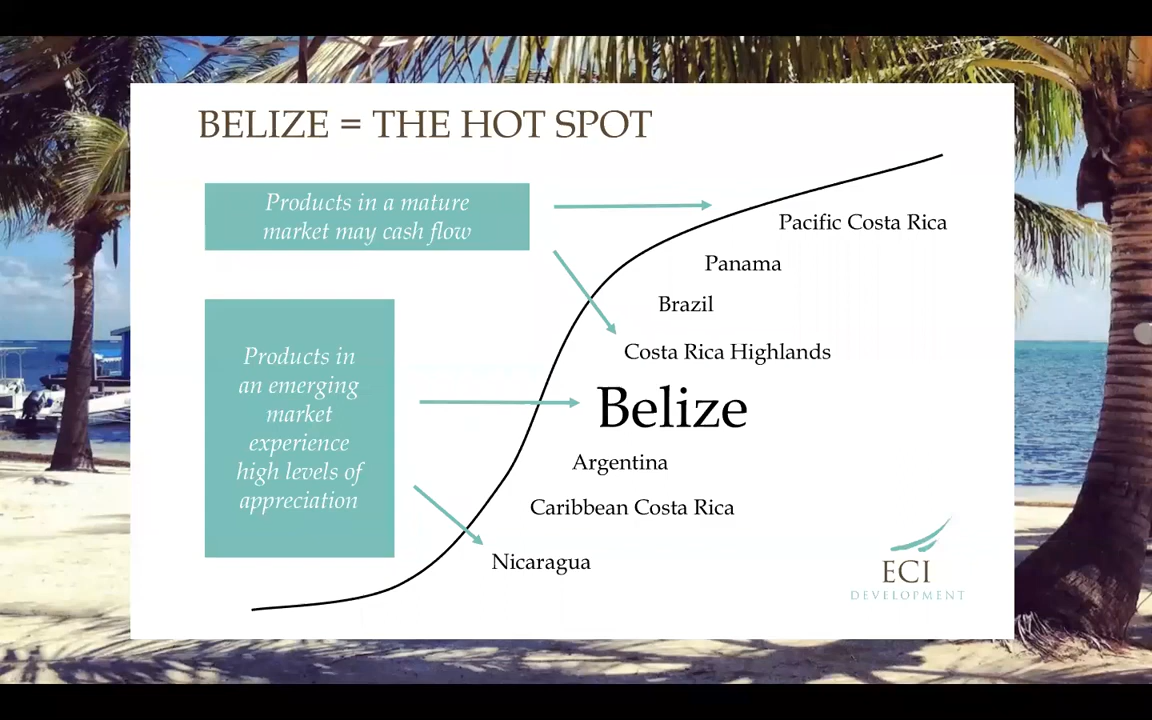 BELIZE = THE HOT SPOT
Products in a mature
market may cash flow
Pacific Costa Rica
Panama
Brazil
Costa Rica Highlands
Products in
an emerging
market
experience
high levels of
appreciation
Belize
Argentina
Caribbean Costa Rica
Nicaragua
ECI
DEVELOPMENT